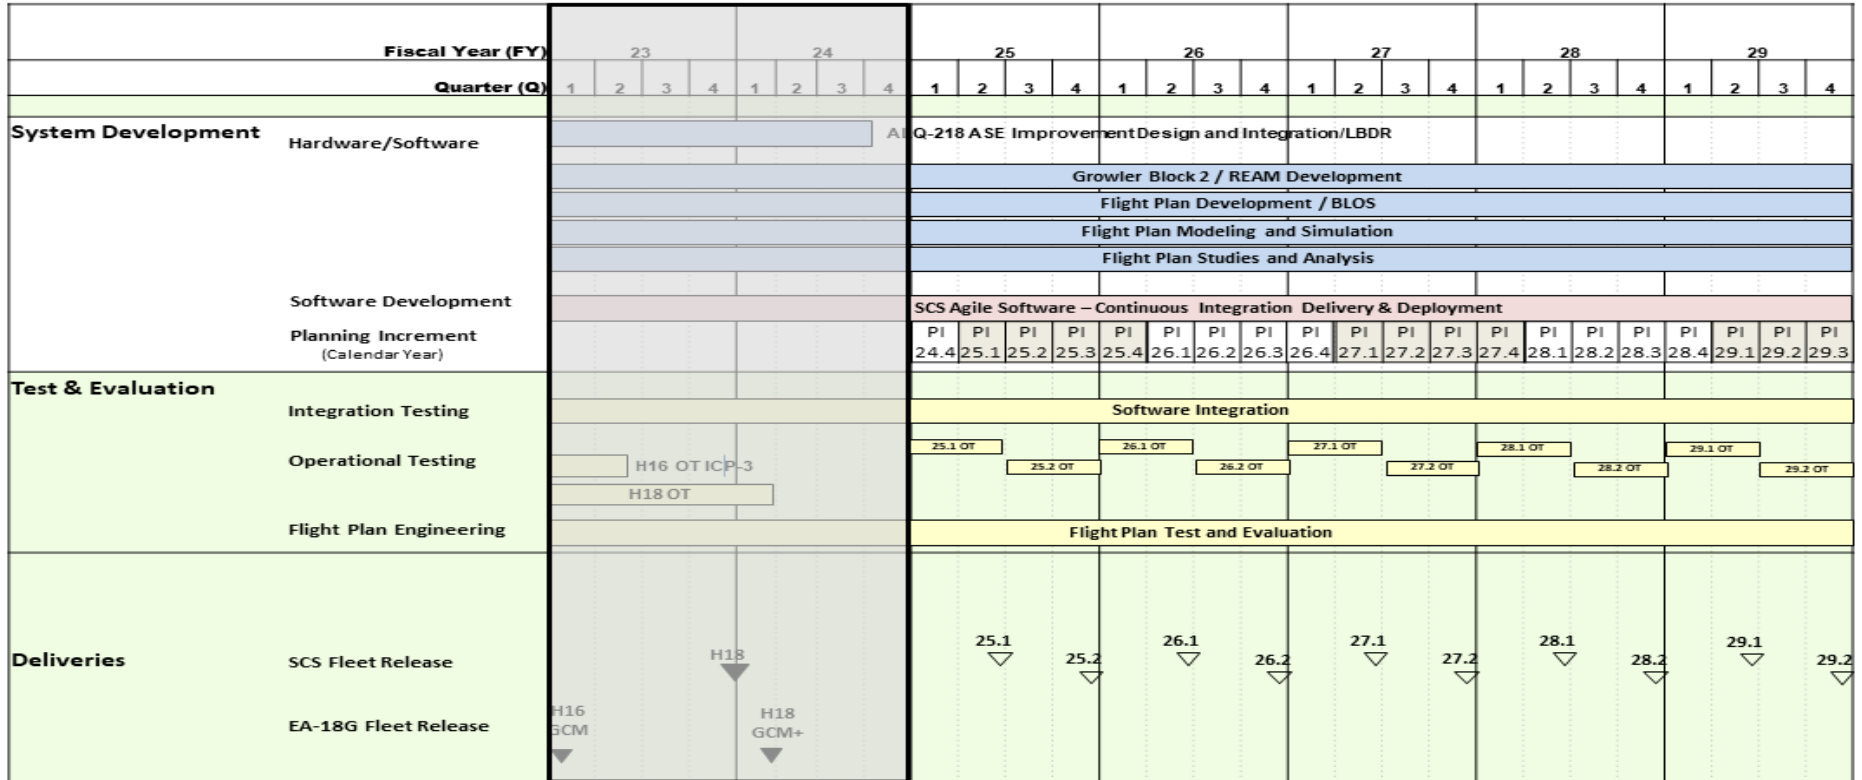 Fiscal Year (FY) 23 24 25 26 27 28 29
Quarter (Q) 1 2 3 4 1 2 3 4 1 2 3 4 1 2 3 4 1 2 3 4 1 2 3 4 1 2 3 4
System Development
Hardware/Software
ALQ-218 ASE Improvement Design and Integration/LBDR
Growler Block 2 / REAM Development
Flight Plan Development / BLOS
Flight Plan Modeling and Simulation
Flight Plan Studies and Analysis
Software Development
SCS Agile Software – Continuous Integration Delivery & Deployment
Planning Increment
(Calendar Year)
PI PI PI PI PI PI PI PI PI PI PI PI PI PI PI PI PI PI PI PI
24.4 25.1 25.2 25.3 25.4 26.1 26.2 26.3 26.4 27.1 27.2 27.3 27.4 28.1 28.2 28.3 28.4 29.1 29.2 29.3
Test & Evaluation
Integration Testing
Software Integration
Operational Testing
25.1 OT 26.1 OT 27.1 OT 28.1 OT 29.1 OT
H16 OT ICP-3
25.2 OT 26.2 OT 27.2 OT 28.2 OT 29.2 OT
H18 OT
Flight Plan Engineering
Flight Plan Test and Evaluation
Deliveries
SCS Fleet Release
H18
25.1 26.1 27.1 28.1 29.1
25.2 26.2 27.2 28.2 29.2
EA-18G Fleet Release
H16
GCM
H18
GCM+